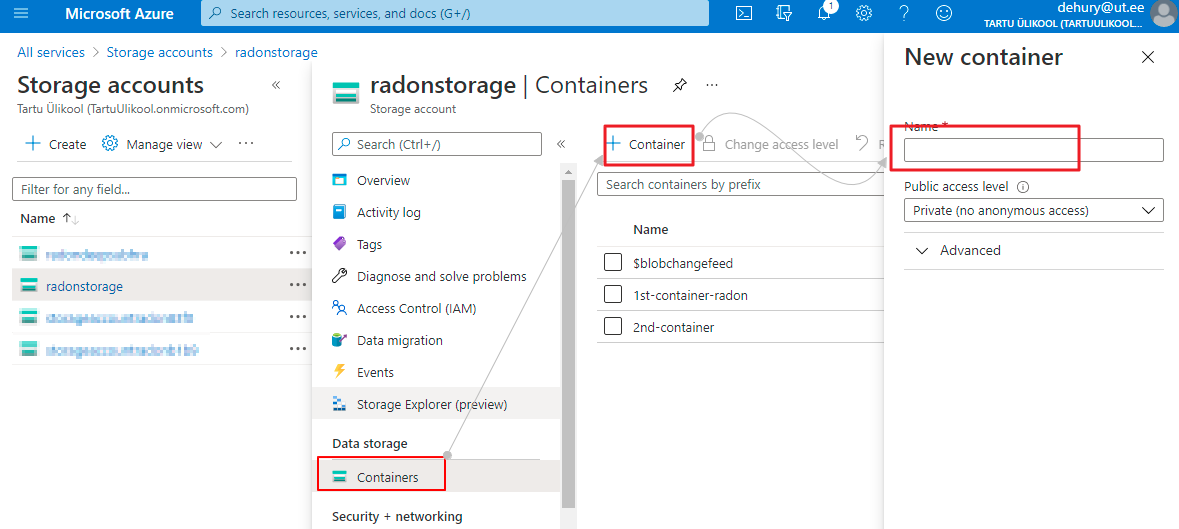 Microsoft Azure
Search resources, services, and docs (G+/)
1
dehury@ut.ee
TARTU ÜLIKOOL (TARTUULIKOOL....
All services > Storage accounts > radonstorage
Storage accounts
Tartu Ülikool (TartuUlikool.onmicrosoft.com)
+ Create
Manage view
Filter for any field...
Name
radonstorage
radonstorage | Containers
Storage account
Search (Ctrl+/)
Overview
Activity log
Tags
Diagnose and solve problems
Access Control (IAM)
Data migration
Events
Storage Explorer (preview)
Data storage
Containers
Security + networking
+ Container
Change access level
R
Search containers by prefix
Name
$blobchangefeed
1st-container-radon
2nd-container
New container
Name *
Public access level
Private (no anonymous access)
Advanced